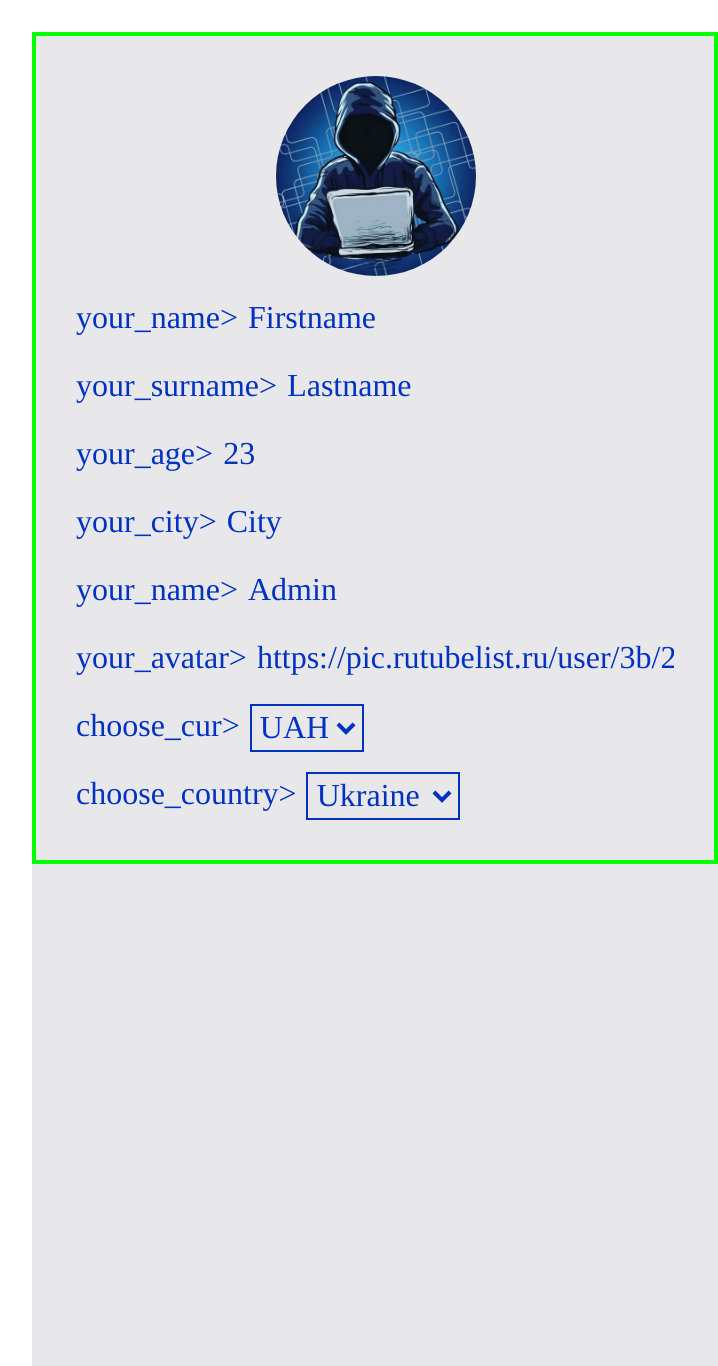 your_name> Firstname
your_surname> Lastname
your_age> 23
your_city> City
your_name> Admin
your_avatar> https://pic.rutubelist.ru/user/3b/2
choose_cur> UAH
choose_country> Ukraine